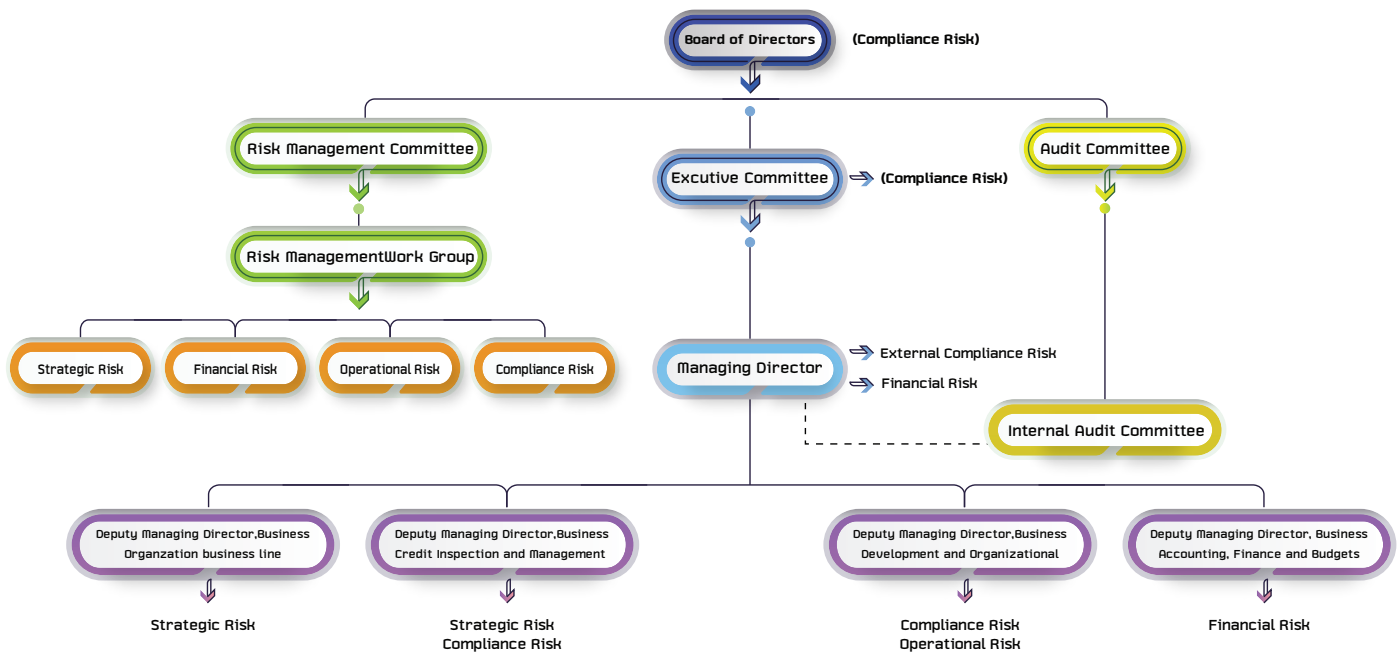 Board of Directors
(Compliance Risk)
Risk Management Committee
Excutive Committee
(Compliance Risk)
Audit Committee
Risk ManagementWork Group
Strategic Risk
Financial Risk
Operational Risk
Compliance Risk
Managing Director
External Compliance Risk
Financial Risk
Internal Audit Committee
Deputy Managing Director,Business
Organzation business line
Deputy Managing Director,Business
Credit Inspection and Management
Deputy Managing Director,Business
Development and Organizational
Deputy Managing Director, Business
Accounting, Finance and Budgets
Strategic Risk
Strategic Risk
Compliance Risk
Compliance Risk
Operational Risk
Financial Risk